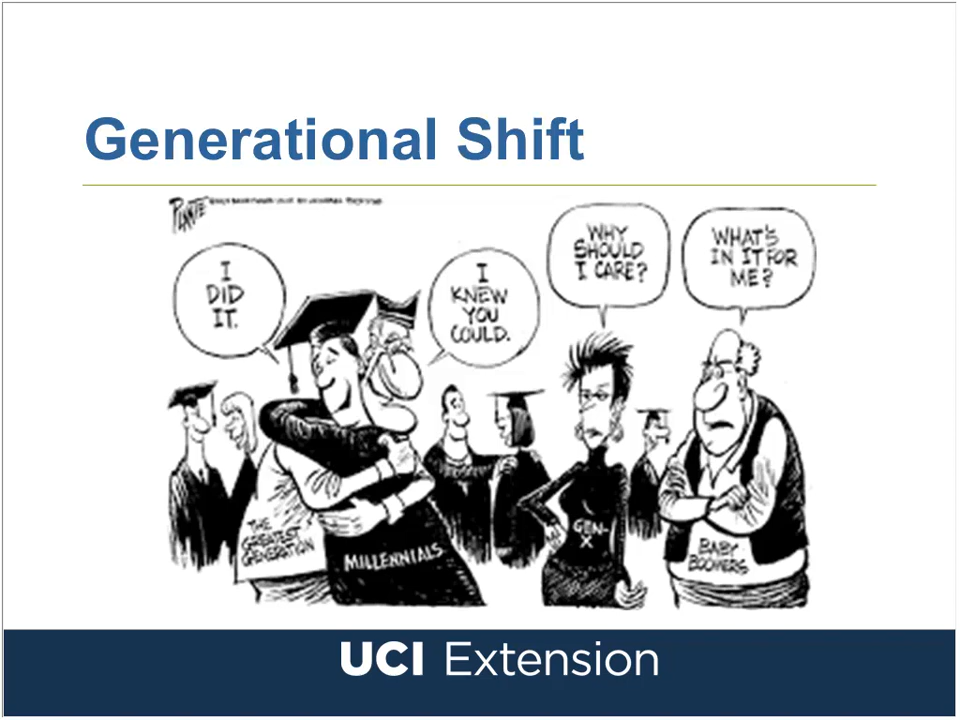 Generational Shift
PLANTE
I
DID
IT.
I
KNEW
YOU
COULD.
WHY
SHOULD
I CARE?
WHAT'S
IN IT FOR
ME?
THE
GREATEST
GENERATION
MILLENNIALS
GEN-
X
BABY
BOOMERS
UCI Extension